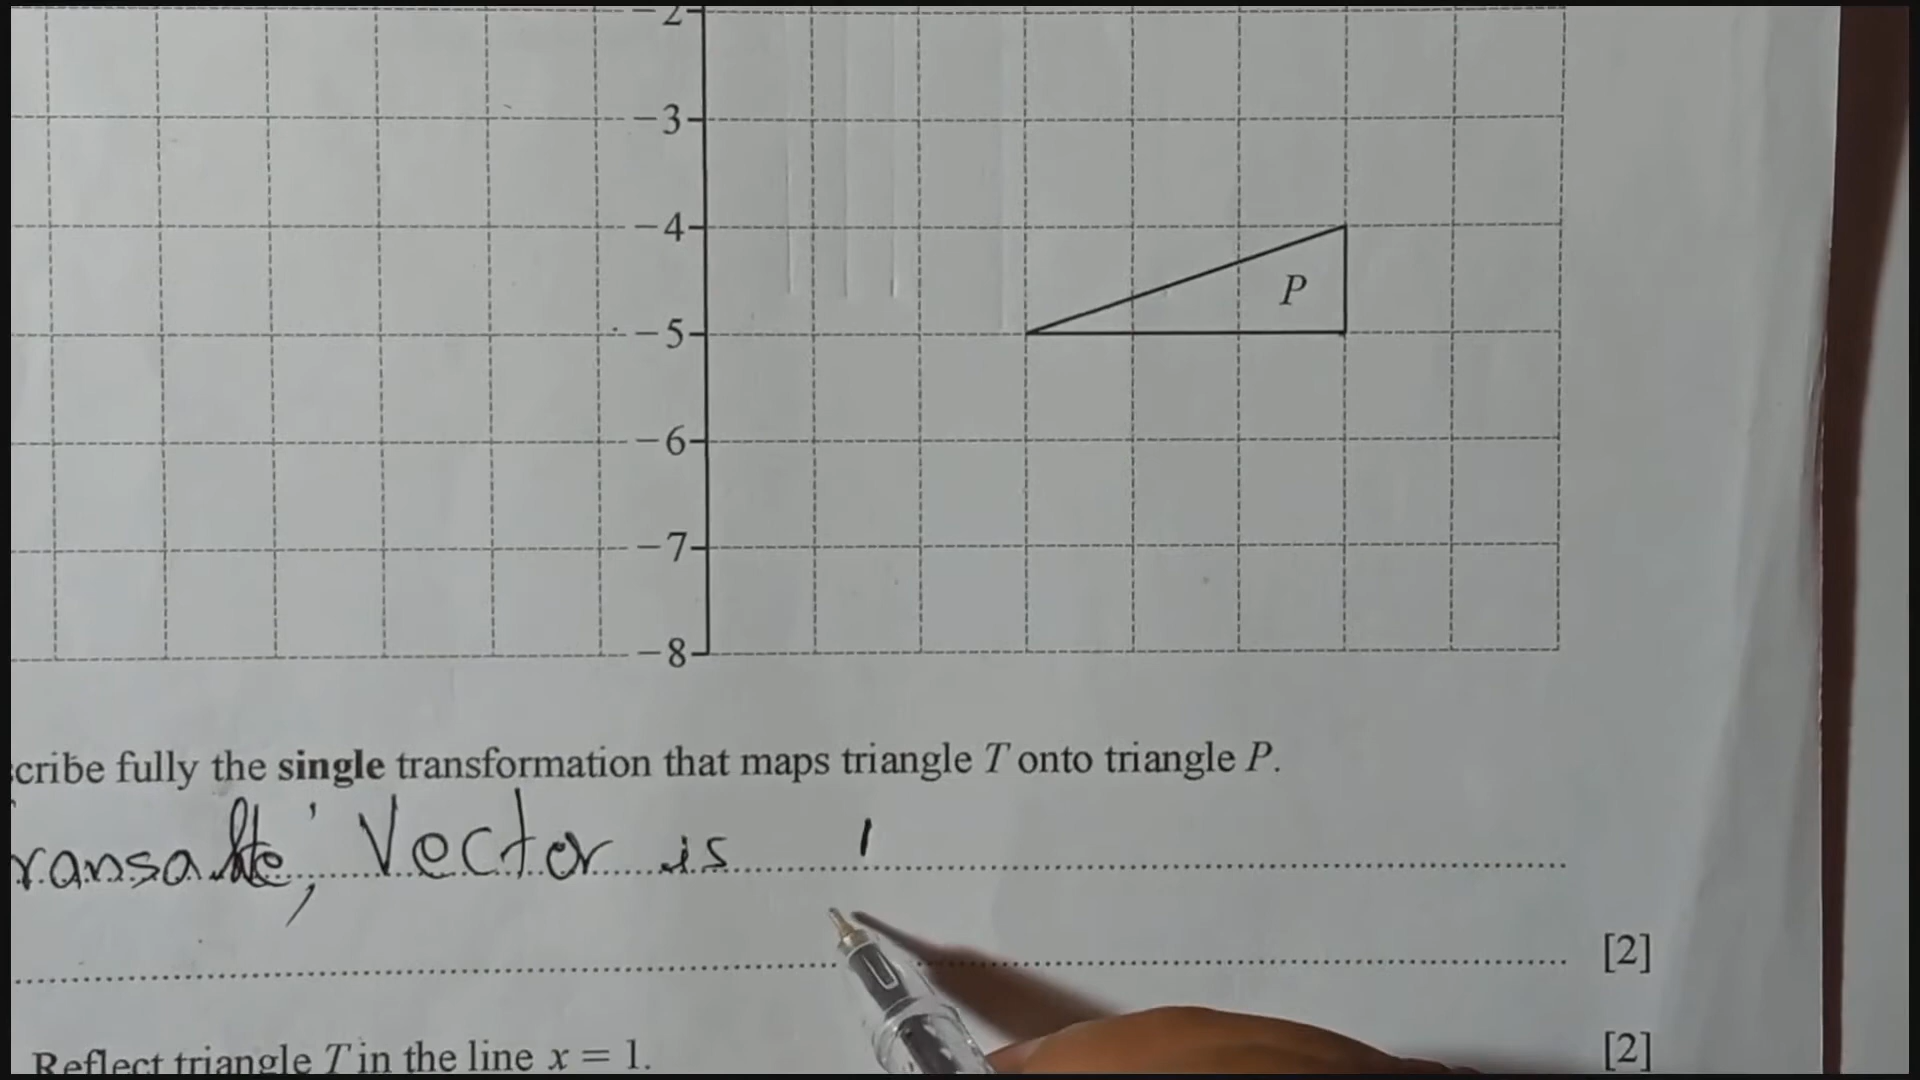 −2
−3
−4
P
−5
−6
−7
−8
cribe fully the single transformation that maps triangle T onto triangle P.
Vector is 1
[2]
Reflect triangle T in the line x = 1.
[2]